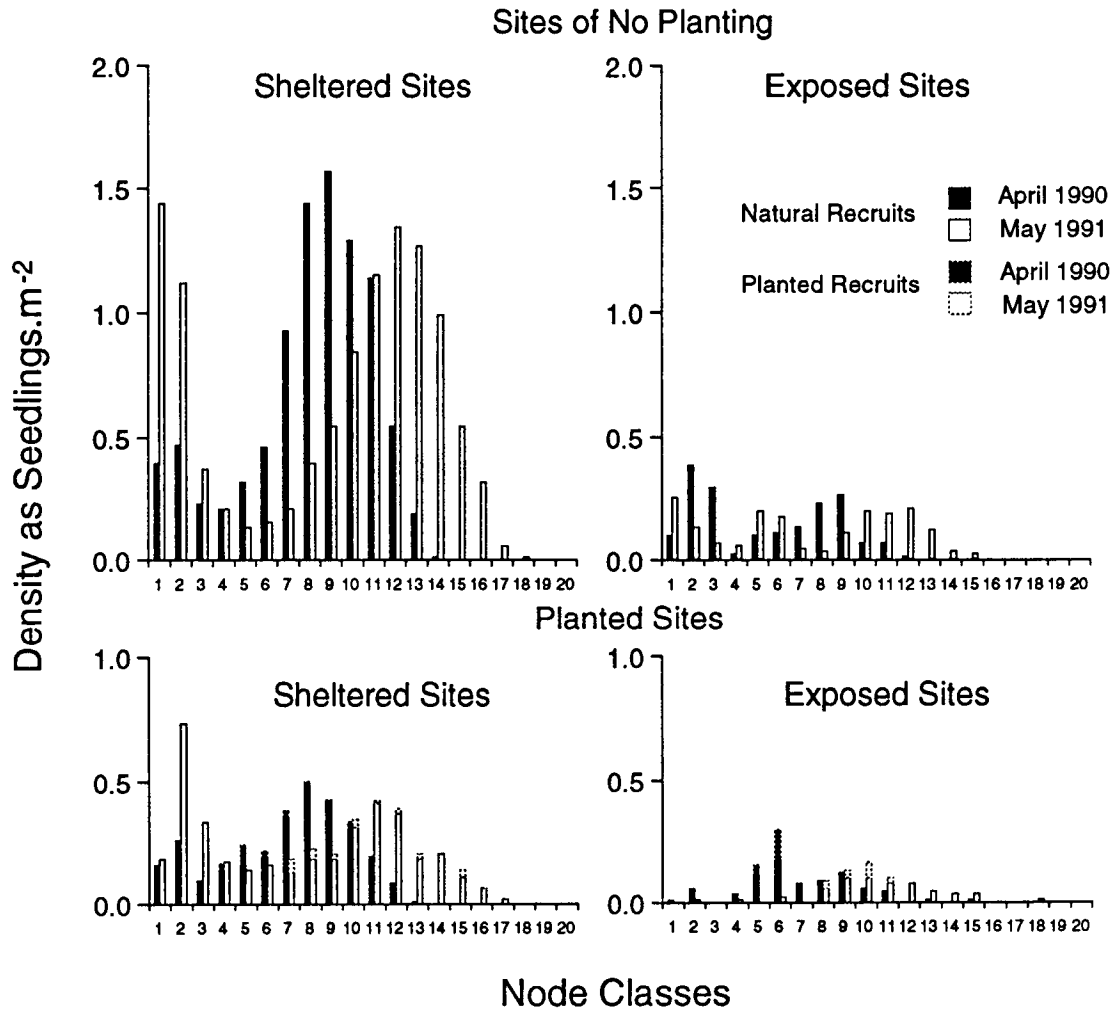 Sites of No Planting
Density as Seedlings.m-2
Sheltered Sites
2.0
1.5
1.0
0.5
0.0
1 2 3 4 5 6 7 8 9 10 11 12 13 14 15 16 17 18 19 20
Exposed Sites
2.0
1.5
1.0
0.5
0.0
Natural Recruits
April 1990
May 1991
Planted Recruits
April 1990
May 1991
1 2 3 4 5 6 7 8 9 10 11 12 13 14 15 16 17 18 19 20
Planted Sites
Sheltered Sites
1.0
0.5
0.0
1 2 3 4 5 6 7 8 9 10 11 12 13 14 15 16 17 18 19 20
Exposed Sites
1.0
0.5
0.0
1 2 3 4 5 6 7 8 9 10 11 12 13 14 15 16 17 18 19 20
Node Classes